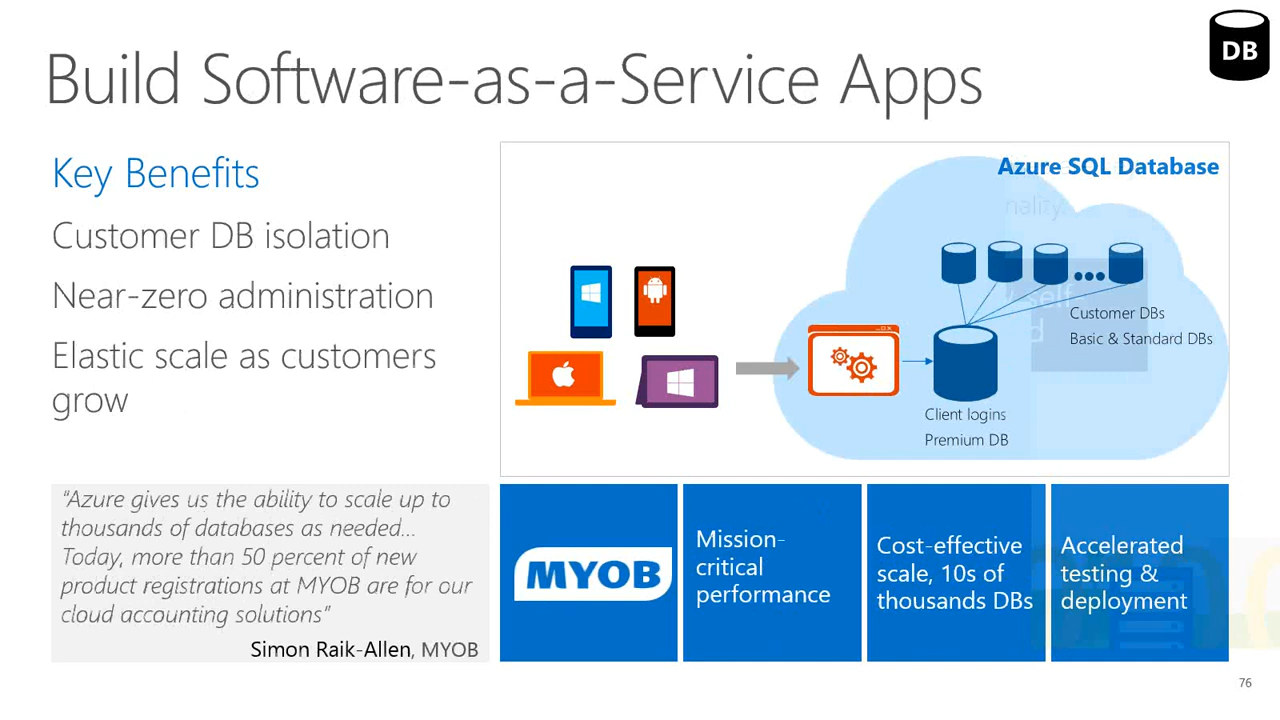 DB
Build Software-as-a-Service Apps
Key Benefits
Customer DB isolation
Near-zero administration
Elastic scale as customers
grow
Azure SQL Database
nality.
self
d
Customer DBs
Basic & Standard DBs
Client logins
Premium DB
“Azure gives us the ability to scale up to
thousands of databases as needed…
Today, more than 50 percent of new
product registrations at MYOB are for our
cloud accounting solutions”
Simon Raik-Allen, MYOB
MYOB
Mission-
critical
performance
Cost-effective
scale, 10s of
thousands DBs
Accelerated
testing &
deployment
76